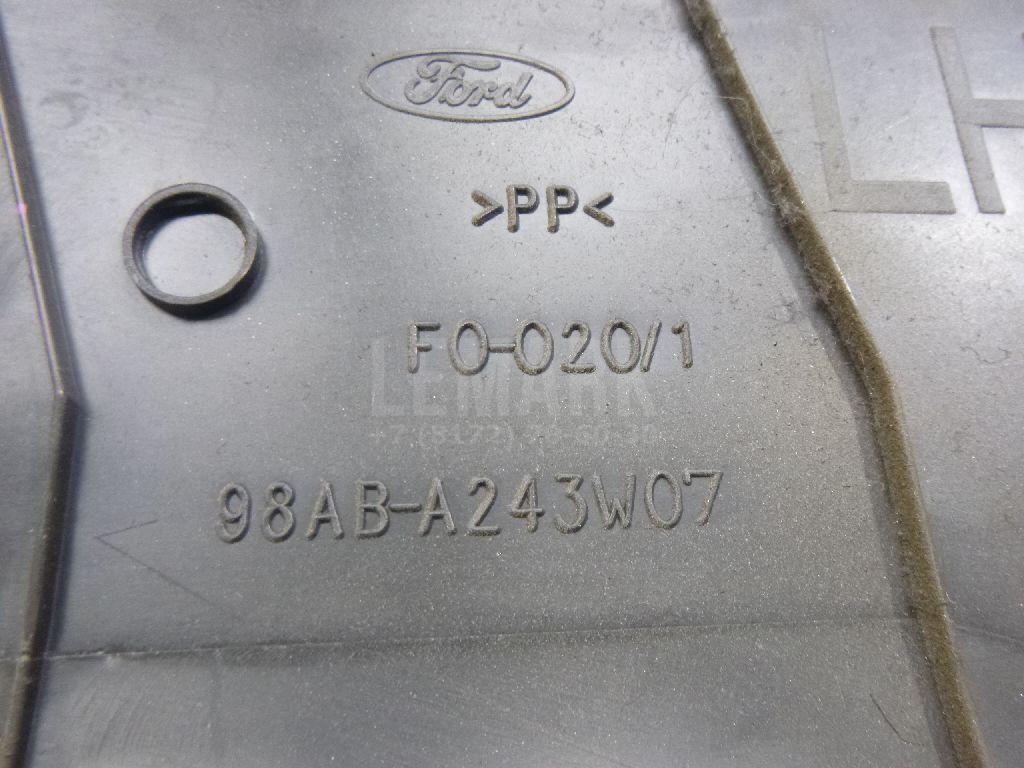 Ford
LH
>PP<
FO-020/1
LEMARK
98AB-A243W07